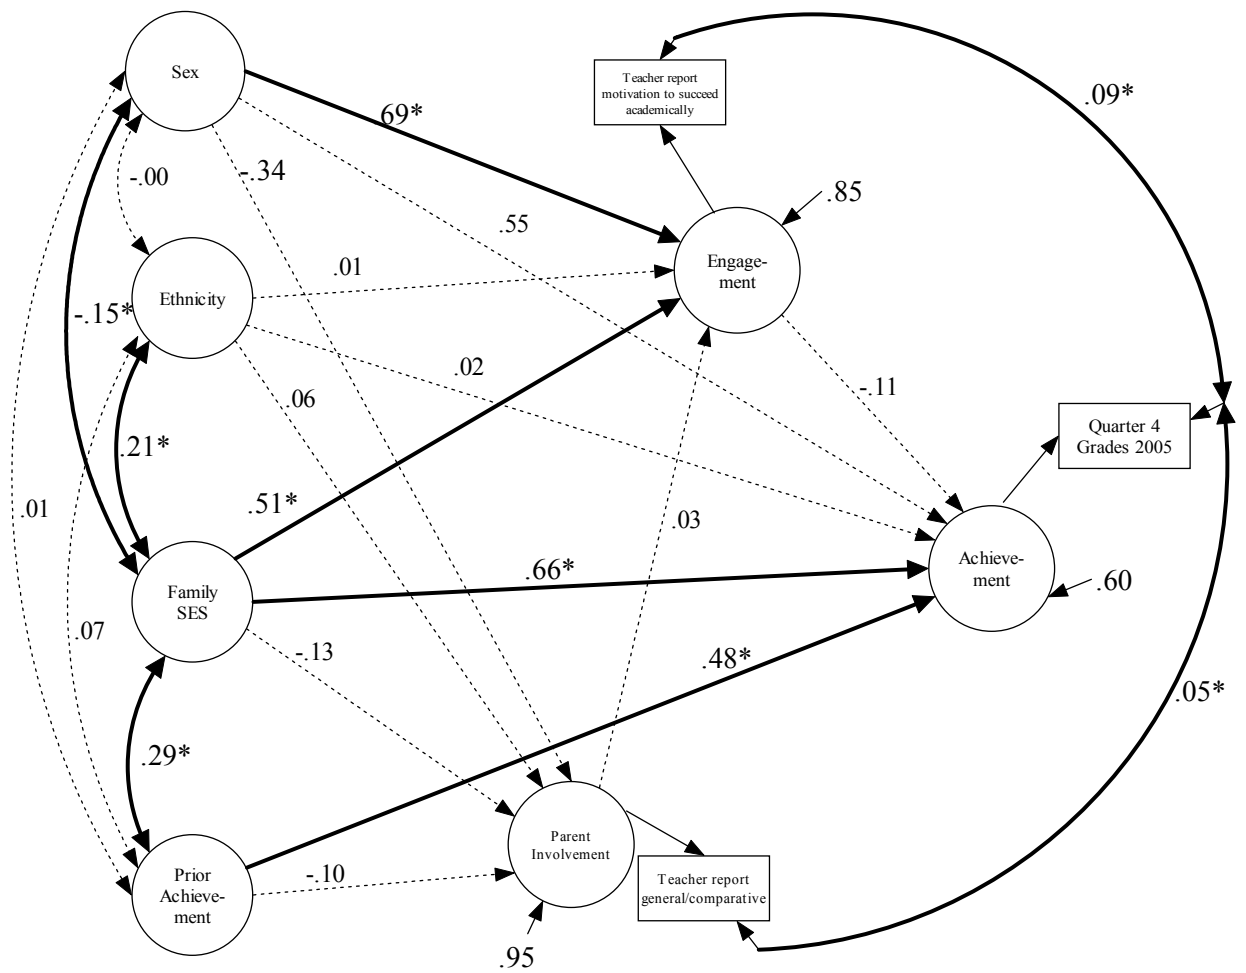 Sex
Teacher report
motivation to succeed
academically
.09*
.69*
-.00
-.34
.85
.55
Engage-
ment
.01
Ethnicity
-.15*
.02
-.11
.06
Quarter 4
Grades 2005
.21*
.51*
.01
.03
.66*
Achieve-
ment
.60
Family
SES
.07
-.13
.48*
.05*
.29*
Parent
Involvement
Prior
Achieve-
ment
-.10
Teacher report
general/comparative
.95